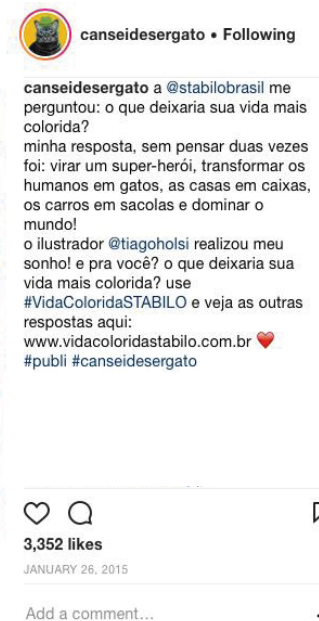 canseidesergato • Following
canseidesergato a @stabilobrasil me
perguntou: o que deixaria sua vida mais
colorida?
minha resposta, sem pensar duas vezes
foi: virar um super-herói, transformar os
humanos em gatos, as casas em caixas,
os carros em sacolas e dominar o
mundo!
o ilustrador @tiagoholsi realizou meu
sonho! e pra você? o que deixaria sua
vida mais colorida? use
#VidaColoridaSTABILO e veja as outras
respostas aqui:
www.vidacoloridastabilo.com.br ❤️
#publi #canseidesergato
3,352 likes
JANUARY 26, 2015
Add a comment...